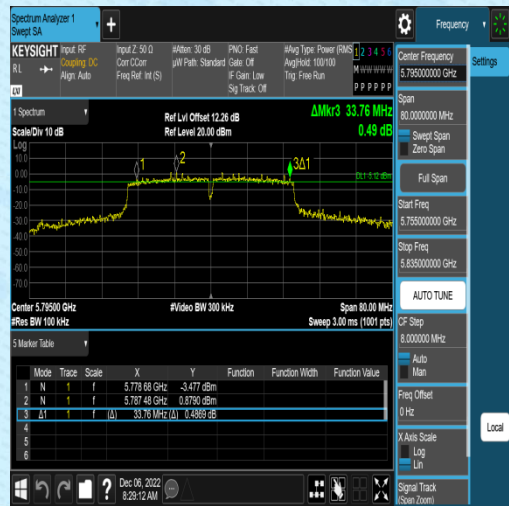 Spectrum Analyzer 1
Swept SA
+
Frequency
KEYSIGHT
Input: RF
Coupling: DC
Align: Auto
Input Z: 50 Ω
Corr CCorr
Freq Ref: Int (S)
#Atten: 30 dB
µW Path: Standard
PNO: Fast
Gate: Off
IF Gain: Low
Sig Track: Off
#Avg Type: Power (RMS
Avg|Hold: 100/100
Trig: Free Run
1 2 3 4 5 6
M W W W W W
P P P P P P
RL
LXI
1 Spectrum
Scale/Div 10 dB
Ref Lvl Offset 12.26 dB
Ref Level 20.00 dBm
ΔMkr3 33.76 MHz
0.49 dB
Log
10.0
0.00
-10.0
-20.0
-30.0
-40.0
-50.0
-60.0
-70.0
1
2
3Δ1
DL1 -5.12 dBm
Center 5.79500 GHz
#Res BW 100 kHz
#Video BW 300 kHz
Span 80.00 MHz
Sweep 3.00 ms (1001 pts)
5 Marker Table
Mode Trace Scale X Y Function Function Width Function Value
1 N 1 f 5.778 68 GHz -3.477 dBm
2 N 1 f 5.787 48 GHz 0.8790 dBm
3 Δ1 1 f (Δ) 33.76 MHz (Δ) 0.4869 dB
4
5
6
Dec 06, 2022
8:29:12 AM
Center Frequency
5.795000000 GHz
Span
80.0000000 MHz
Swept Span
Zero Span
Full Span
Start Freq
5.755000000 GHz
Stop Freq
5.835000000 GHz
AUTO TUNE
CF Step
8.000000 MHz
Auto
Man
Freq Offset
0 Hz
X Axis Scale
Log
Lin
Signal Track
(Span Zoom)
Settings
Local